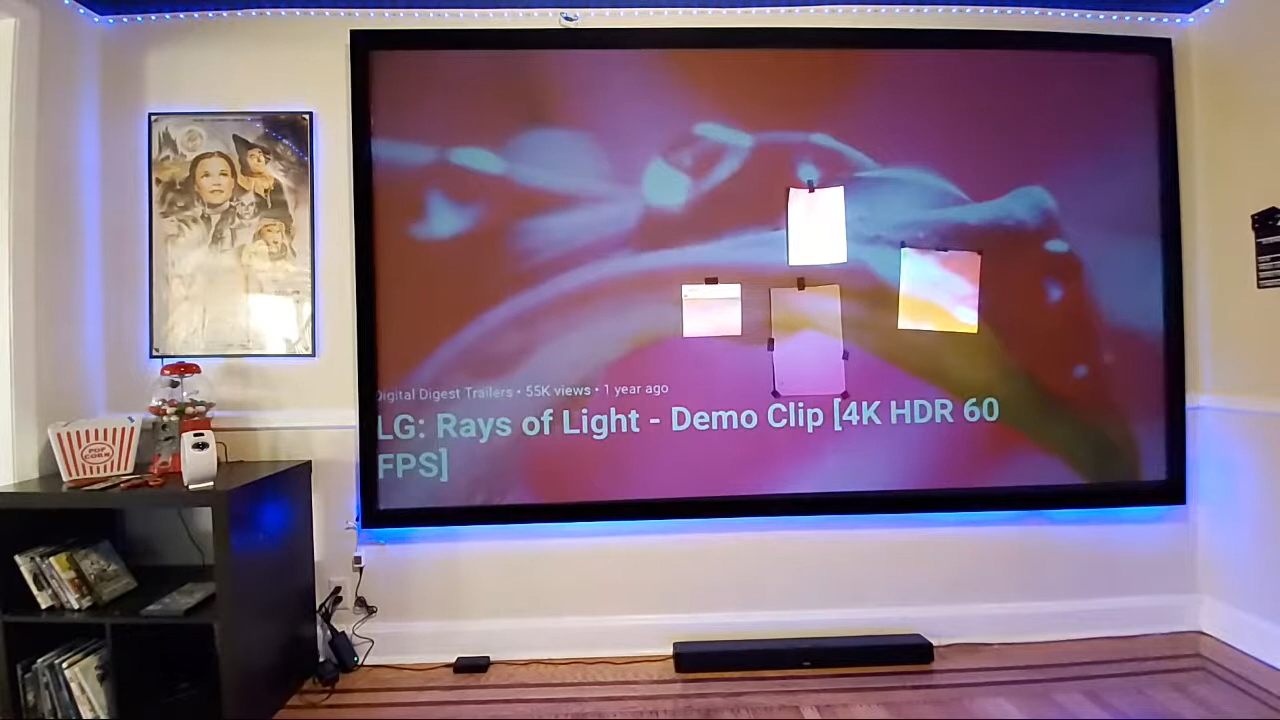 Digital Digest Trailers • 55K views • 1 year ago
LG: Rays of Light - Demo Clip [4K HDR 60
FPS]
POP
CORN